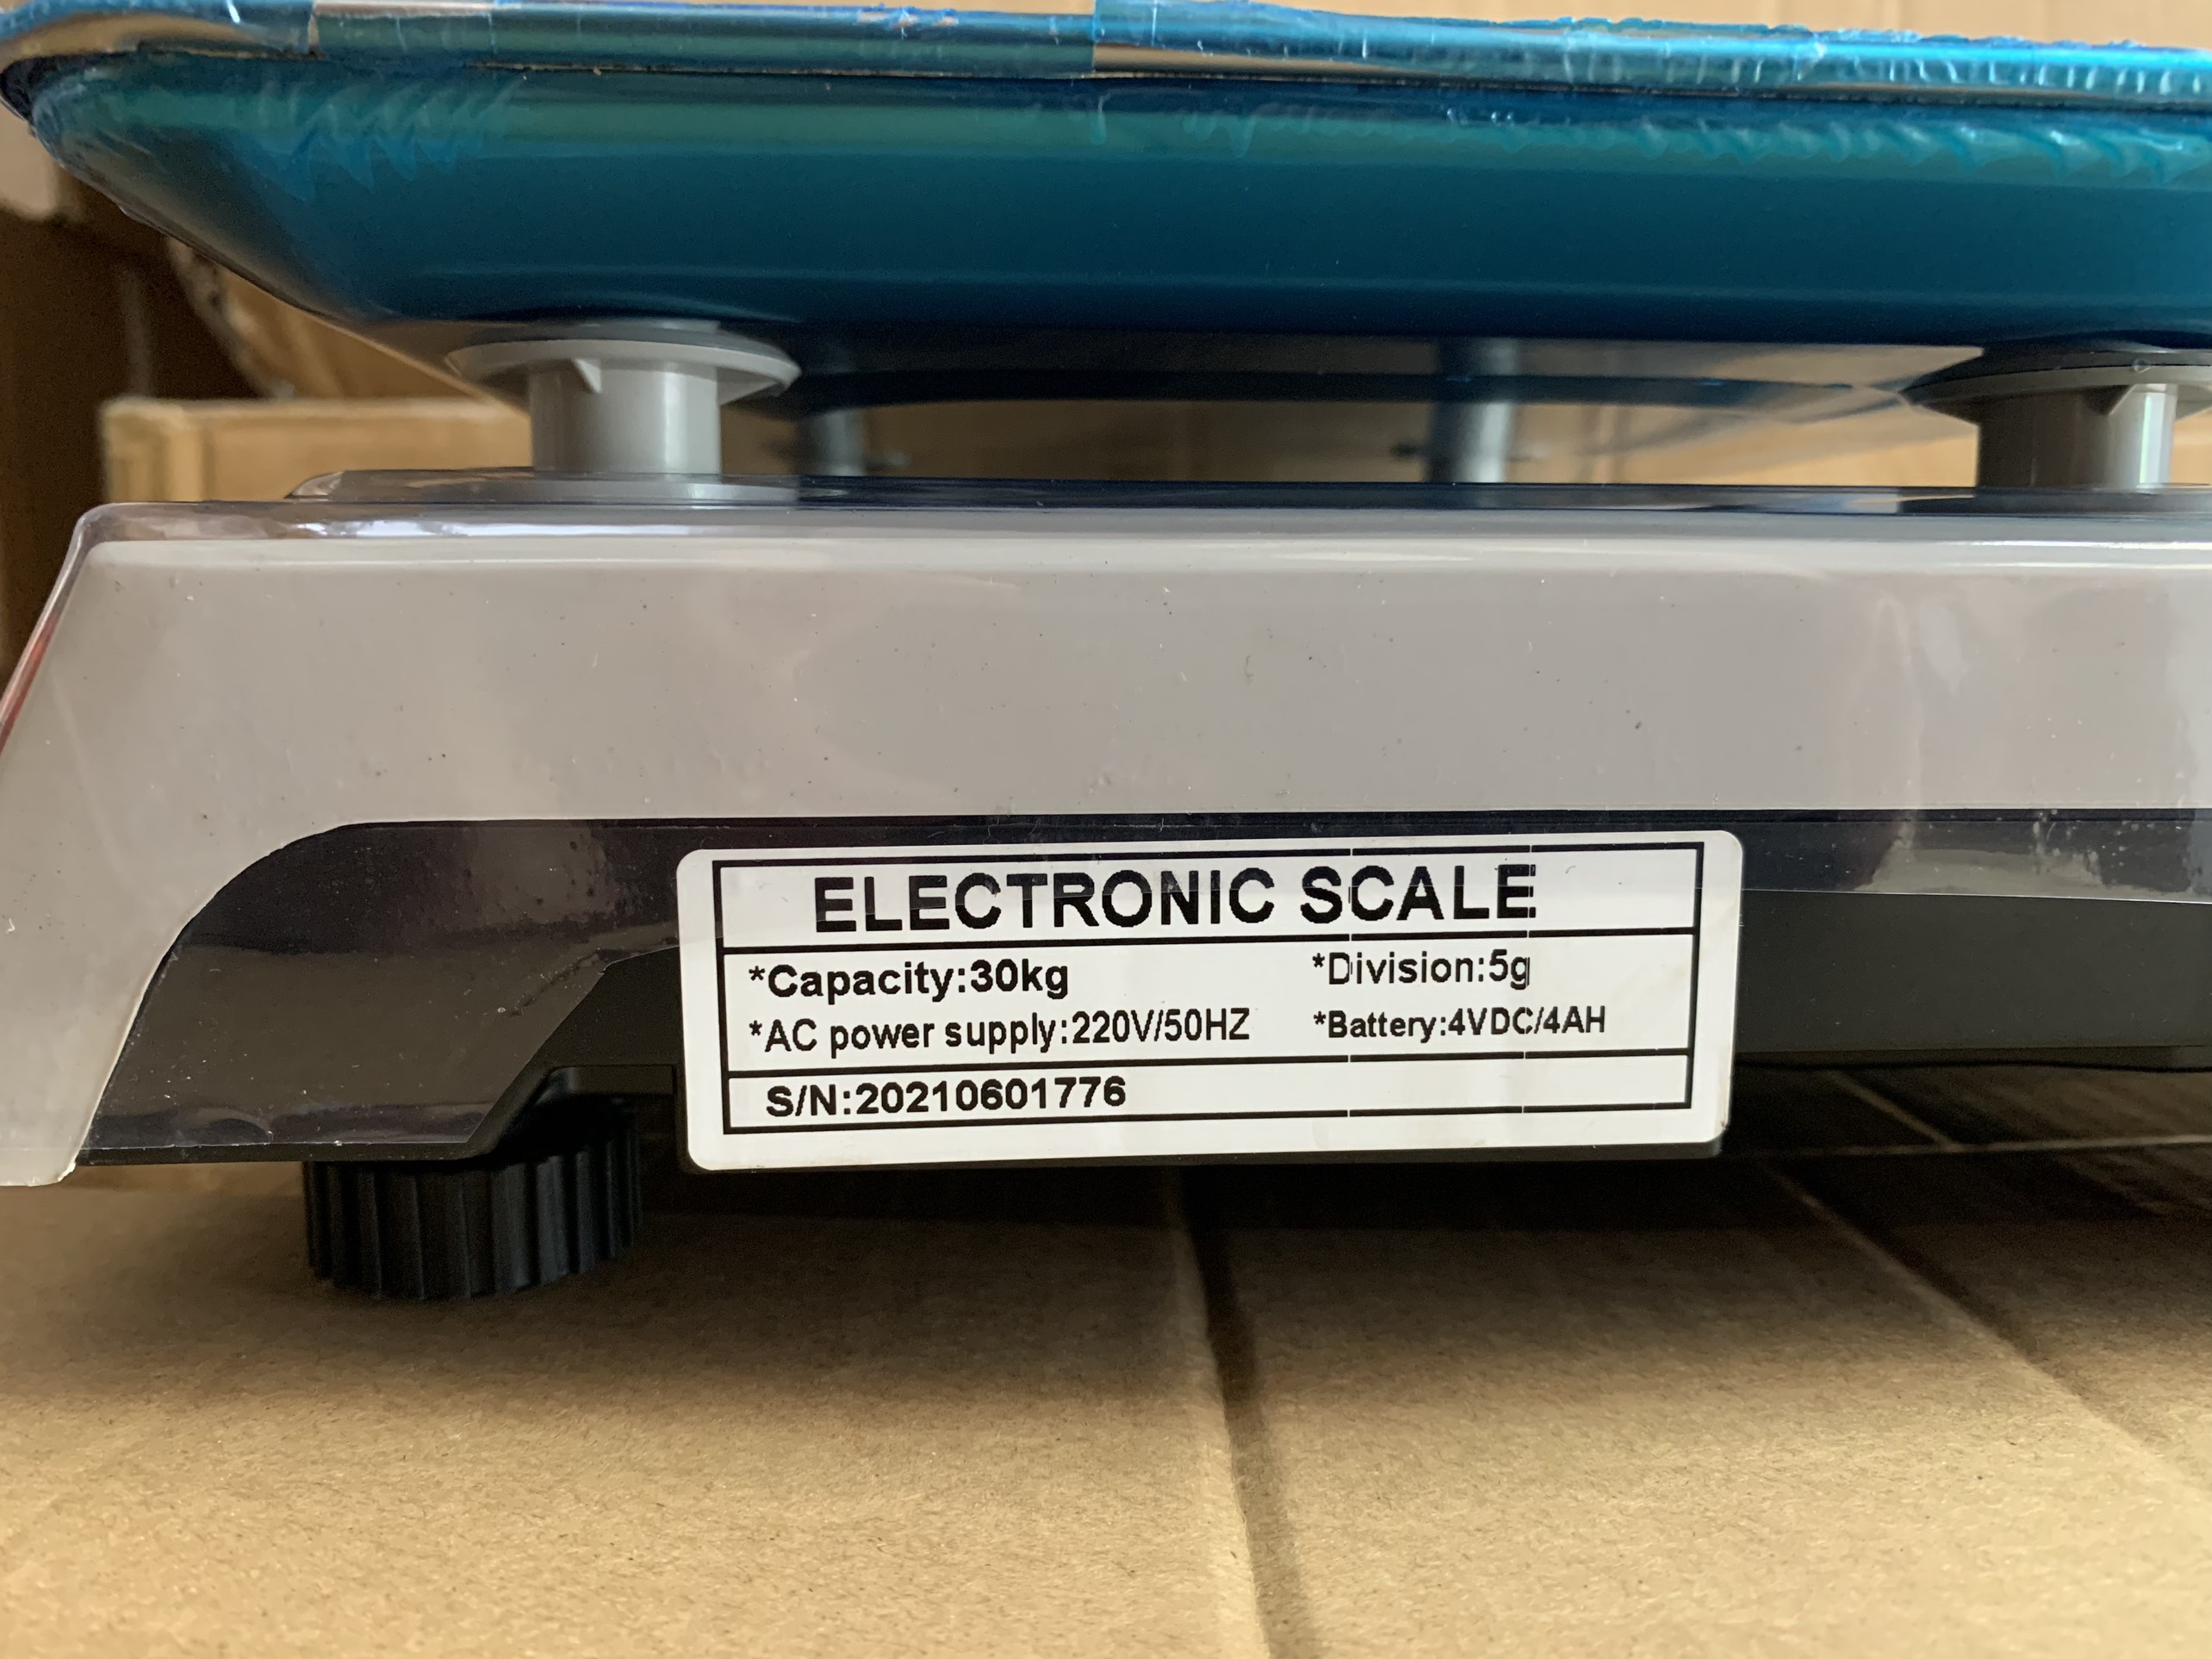 ELECTRONIC SCALE
*Capacity:30kg *Division:5g
*AC power supply:220V/50HZ *Battery:4VDC/4AH
S/N:20210601776